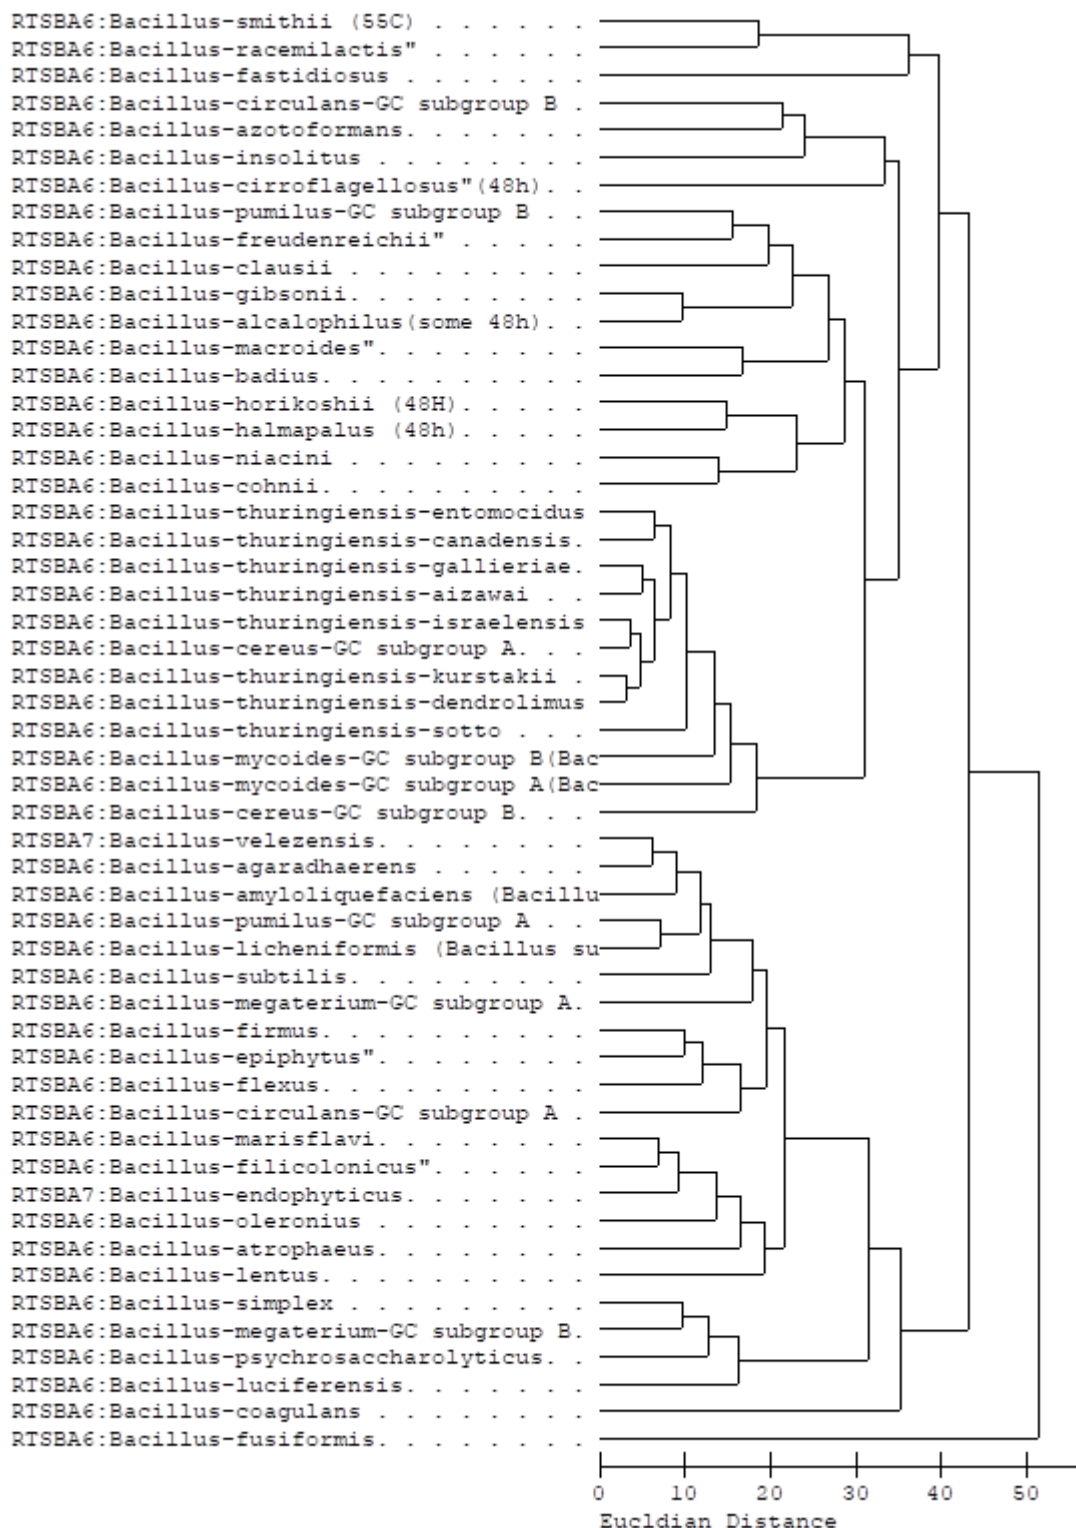 RTSBA6:Bacillus-smithii (55C) . . . . . .
RTSBA6:Bacillus-racemilactis" . . . . . .
RTSBA6:Bacillus-fastidiosus . . . . . . .
RTSBA6:Bacillus-circulans-GC subgroup B .
RTSBA6:Bacillus-azotoformans. . . . . . .
RTSBA6:Bacillus-insolitus . . . . . . . .
RTSBA6:Bacillus-cirroflagellosus"(48h). .
RTSBA6:Bacillus-pumilus-GC subgroup B . .
RTSBA6:Bacillus-freudenreichii" . . . . .
RTSBA6:Bacillus-clausii . . . . . . . . .
RTSBA6:Bacillus-gibsonii. . . . . . . . .
RTSBA6:Bacillus-alcalophilus(some 48h). .
RTSBA6:Bacillus-macroides". . . . . . . .
RTSBA6:Bacillus-badius. . . . . . . . . .
RTSBA6:Bacillus-horikoshii (48H). . . . .
RTSBA6:Bacillus-halmapalus (48h). . . . .
RTSBA6:Bacillus-niacini . . . . . . . . .
RTSBA6:Bacillus-cohnii. . . . . . . . . .
RTSBA6:Bacillus-thuringiensis-entomocidus
RTSBA6:Bacillus-thuringiensis-canadensis.
RTSBA6:Bacillus-thuringiensis-gallieriae.
RTSBA6:Bacillus-thuringiensis-aizawai . .
RTSBA6:Bacillus-thuringiensis-israelensis
RTSBA6:Bacillus-cereus-GC subgroup A. . .
RTSBA6:Bacillus-thuringiensis-kurstakii .
RTSBA6:Bacillus-thuringiensis-dendrolimus
RTSBA6:Bacillus-thuringiensis-sotto . . .
RTSBA6:Bacillus-mycoides-GC subgroup B(Bac
RTSBA6:Bacillus-mycoides-GC subgroup A(Bac
RTSBA6:Bacillus-cereus-GC subgroup B. . .
RTSBA7:Bacillus-velezensis. . . . . . . .
RTSBA6:Bacillus-agaradhaerens . . . . . .
RTSBA6:Bacillus-amyloliquefaciens (Bacillu
RTSBA6:Bacillus-pumilus-GC subgroup A . .
RTSBA6:Bacillus-licheniformis (Bacillus su
RTSBA6:Bacillus-subtilis. . . . . . . . .
RTSBA6:Bacillus-megaterium-GC subgroup A.
RTSBA6:Bacillus-firmus. . . . . . . . . .
RTSBA6:Bacillus-epiphytus". . . . . . . .
RTSBA6:Bacillus-flexus. . . . . . . . . .
RTSBA6:Bacillus-circulans-GC subgroup A .
RTSBA6:Bacillus-marisflavi. . . . . . . .
RTSBA6:Bacillus-filicolonicus". . . . . .
RTSBA7:Bacillus-endophyticus. . . . . . .
RTSBA6:Bacillus-oleronius . . . . . . . .
RTSBA6:Bacillus-atrophaeus. . . . . . . .
RTSBA6:Bacillus-lentus. . . . . . . . . .
RTSBA6:Bacillus-simplex . . . . . . . . .
RTSBA6:Bacillus-megaterium-GC subgroup B.
RTSBA6:Bacillus-psychrosaccharolyticus. .
RTSBA6:Bacillus-luciferensis. . . . . . .
RTSBA6:Bacillus-coagulans . . . . . . . .
RTSBA6:Bacillus-fusiformis. . . . . . . .
0 10 20 30 40 50
Eucldian Distance